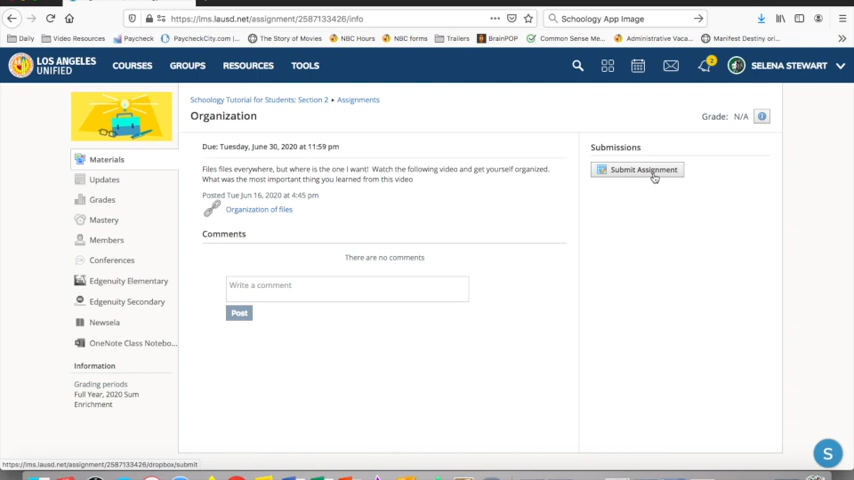 https://lms.lausd.net/assignment/2587133426/info
Schoology App Image
Daily
Video Resources
Paycheck
PaycheckCity.com |...
The Story of Movies
NBC Hours
NBC forms
Trailers
BrainPOP
Common Sense Me...
Administrative Vaca...
Manifest Destiny ori...
LOS ANGELES
UNIFIED
COURSES
GROUPS
RESOURCES
TOOLS
2
SELENA STEWART
Schoology Tutorial for Students: Section 2 ▸ Assignments
Organization
Grade: N/A
Materials
Updates
Grades
Mastery
Members
Conferences
Edgenuity Elementary
Edgenuity Secondary
Newsela
OneNote Class Notebo...
Information
Grading periods
Full Year, 2020 Sum
Enrichment
Due: Tuesday, June 30, 2020 at 11:59 pm
Files files everywhere, but where is the one I want! Watch the following video and get yourself organized.
What was the most important thing you learned from this video
Posted Tue Jun 16, 2020 at 4:45 pm
Organization of files
Comments
There are no comments
Write a comment
Post
Submissions
Submit Assignment
S
https://lms.lausd.net/assignment/2587133426/dropbox/submit